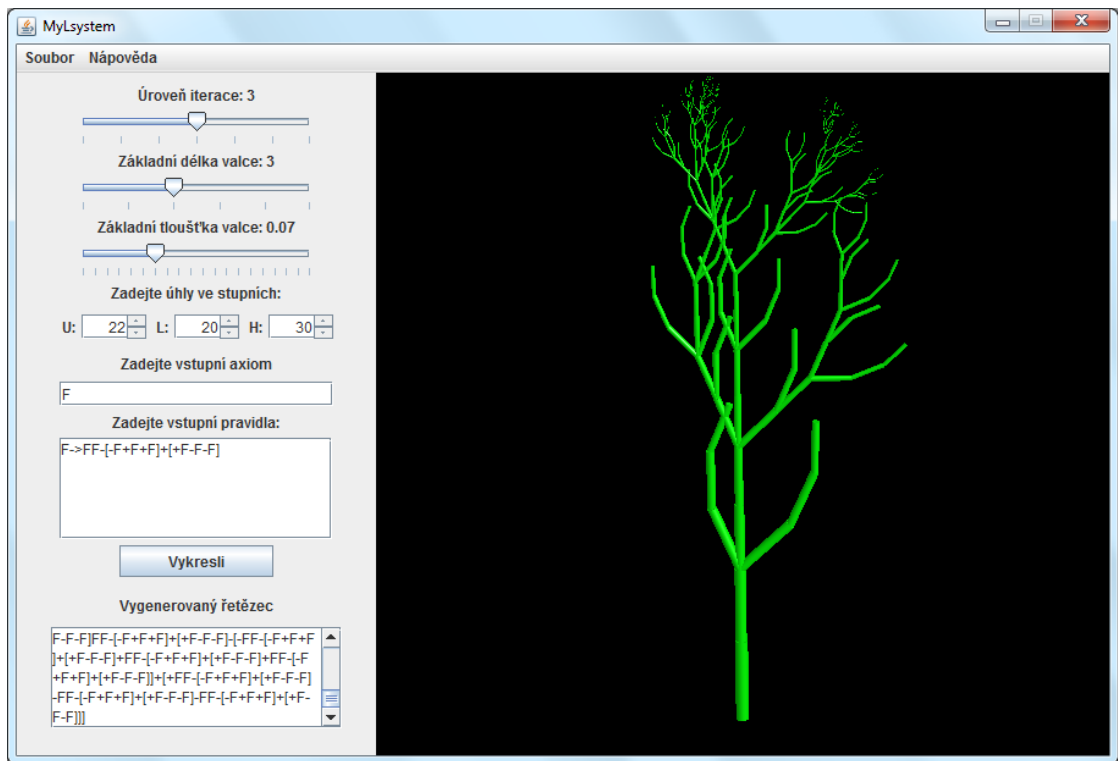 MyLsystem
Soubor Nápověda
Úroveň iterace: 3
Základní délka valce: 3
Základní tloušťka valce: 0.07
Zadejte úhly ve stupních:
U: 22 L: 20 H: 30
Zadejte vstupní axiom
F
Zadejte vstupní pravidla:
F->FF-[-F+F+F]+[+F-F-F]
Vykresli
Vygenerovaný řetězec
F-F-F]FF-[-F+F+F]+[+F-F-F]-[-FF-[-F+F+F
]+[+F-F-F]+FF-[-F+F+F]+[+F-F-F]+FF-[-F
+F+F]+[+F-F-F]]+[+FF-[-F+F+F]+[+F-F-F]
-FF-[-F+F+F]+[+F-F-F]-FF-[-F+F+F]+[+F-
F-F]]]